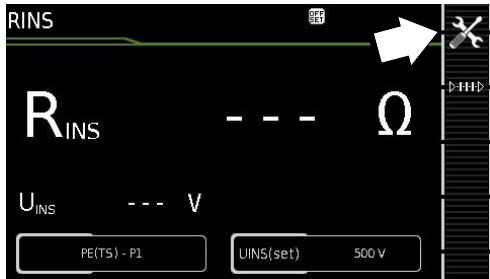 RINS
OFF SET
R INS - - - Ω
U INS - - - V
PE(TS) - P1 UINS(set) 500 V